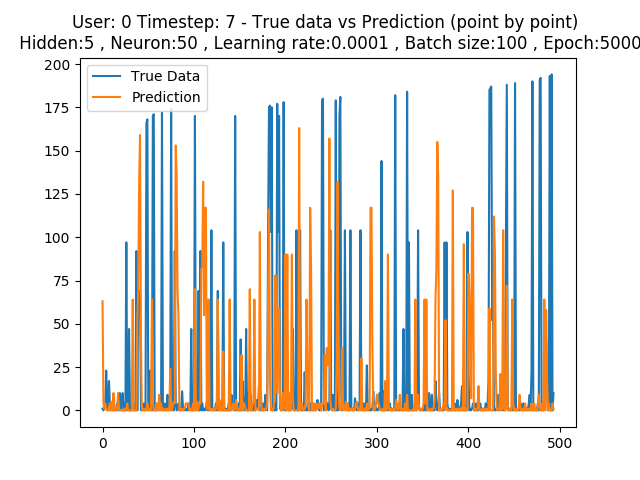 User: 0 Timestep: 7 - True data vs Prediction (point by point)
Hidden:5 , Neuron:50 , Learning rate:0.0001 , Batch size:100 , Epoch:5000
True Data
Prediction
200
175
150
125
100
75
50
25
0
0 100 200 300 400 500